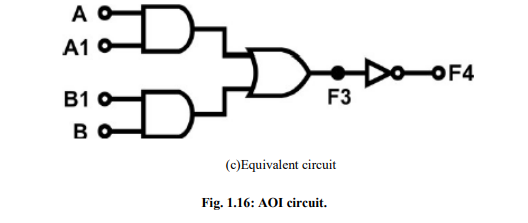 A
A1
F4
B1
F3
B
(c)Equivalent circuit
Fig. 1.16: AOI circuit.